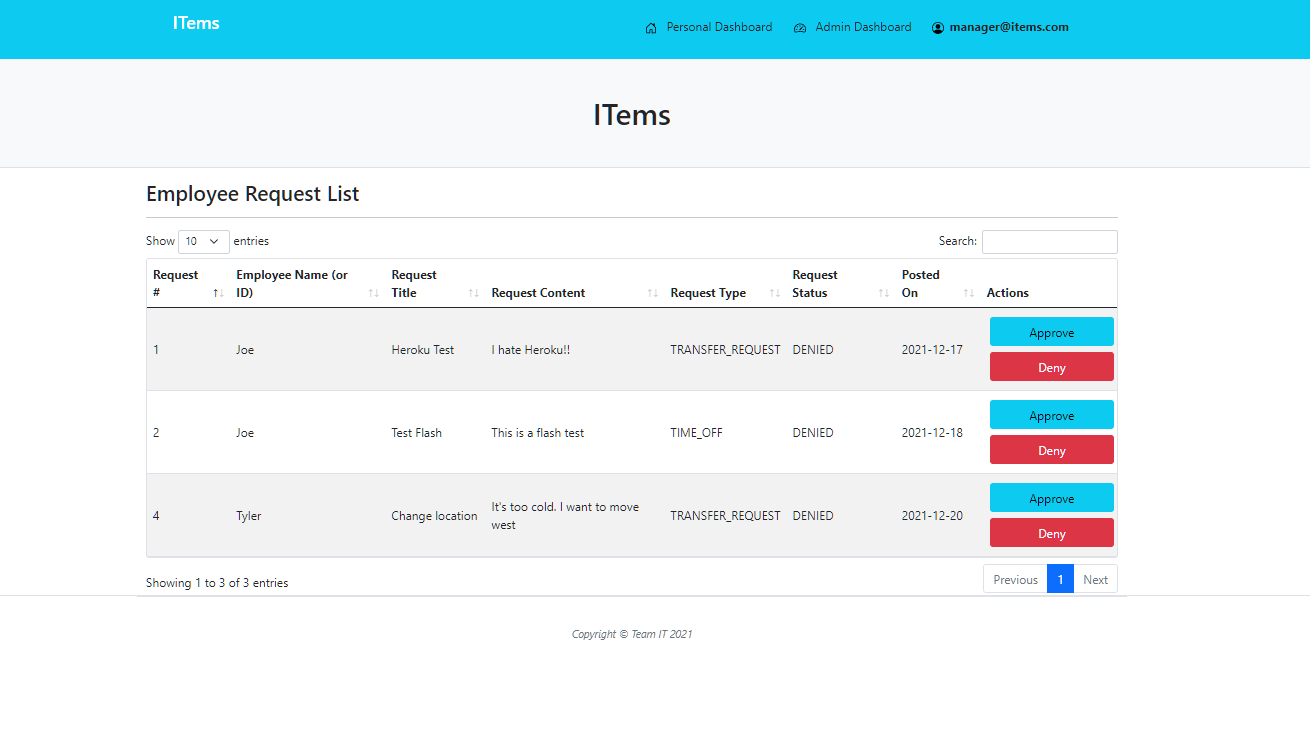 ITems
Personal Dashboard Admin Dashboard manager@items.com
ITems
Employee Request List
Show 10 entries Search:
Request # Employee Name (or ID) Request Title Request Content Request Type Request Status Posted On Actions
1 Joe Heroku Test I hate Heroku!! TRANSFER_REQUEST DENIED 2021-12-17 Approve
Deny
2 Joe Test Flash This is a flash test TIME_OFF DENIED 2021-12-18 Approve
Deny
4 Tyler Change location It's too cold. I want to move west TRANSFER_REQUEST DENIED 2021-12-20 Approve
Deny
Showing 1 to 3 of 3 entries Previous 1 Next
Copyright © Team IT 2021